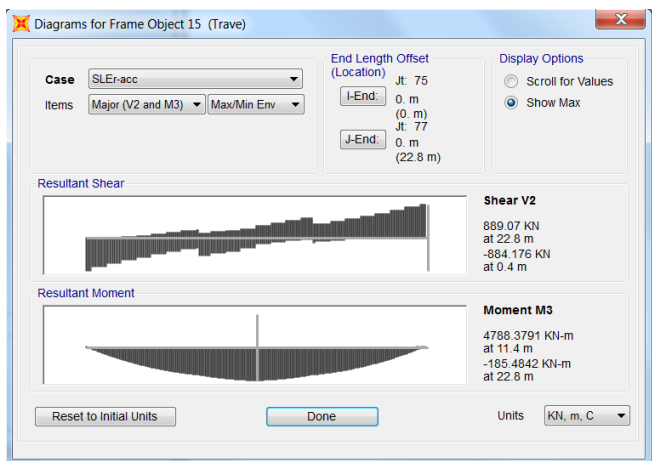 Diagrams for Frame Object 15 (Trave)
X
Case
SLEr-acc
Items
Major (V2 and M3)
Max/Min Env
End Length Offset
(Location)
Jt: 75
I-End:
0. m
(0. m)
Jt: 77
J-End:
0. m
(22.8 m)
Display Options
Scroll for Values
Show Max
Resultant Shear
Shear V2
889.07 KN
at 22.8 m
-884.176 KN
at 0.4 m
Resultant Moment
Moment M3
4788.3791 KN-m
at 11.4 m
-185.4842 KN-m
at 22.8 m
Reset to Initial Units
Done
Units
KN, m, C